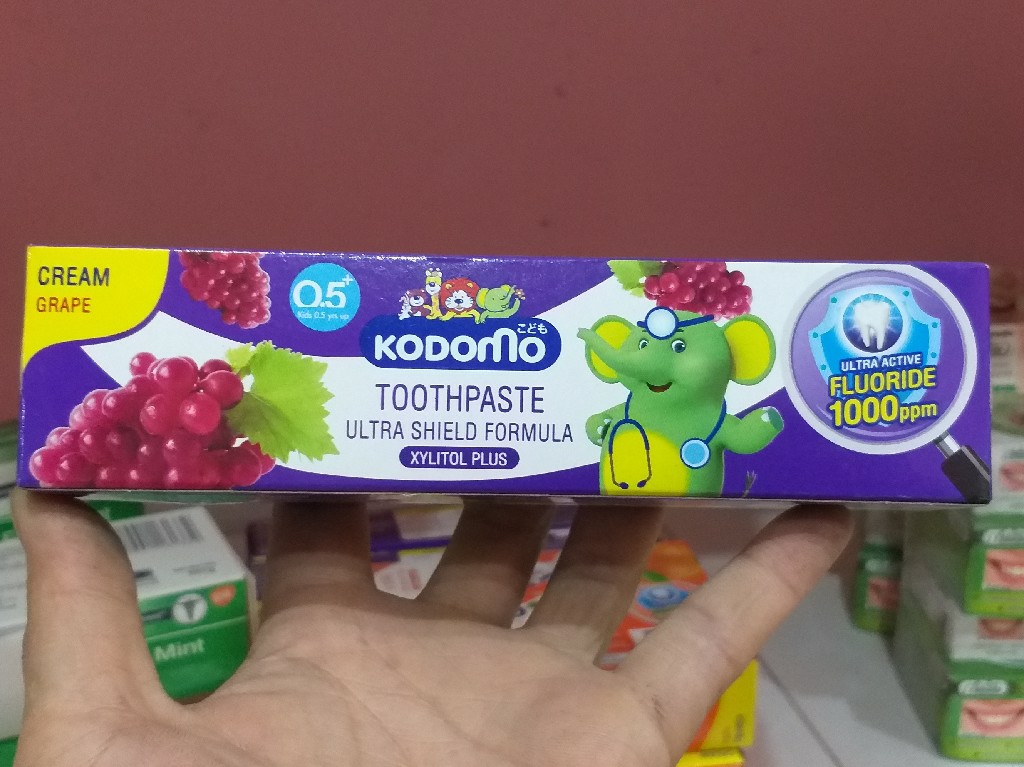 CREAM
GRAPE
0.5+
Kids 0.5 yrs up
こども
KODOMO
TOOTHPASTE
ULTRA SHIELD FORMULA
XYLITOL PLUS
ULTRA ACTIVE
FLUORIDE
1000ppm
Mint